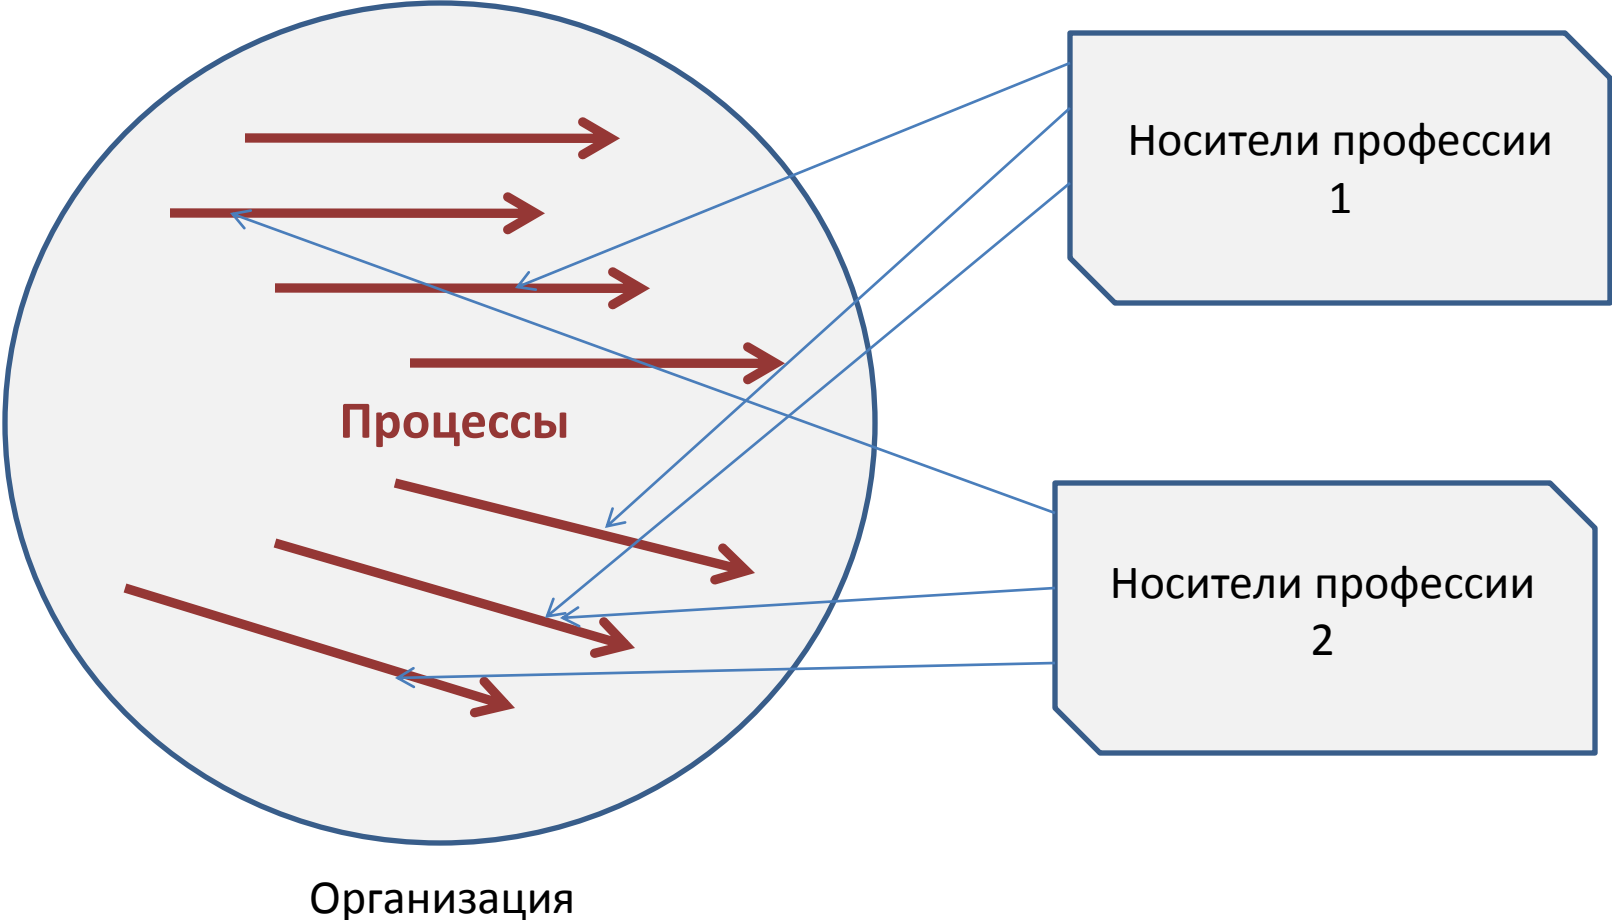 Носители профессии
1
Процессы
Носители профессии
2
Организация